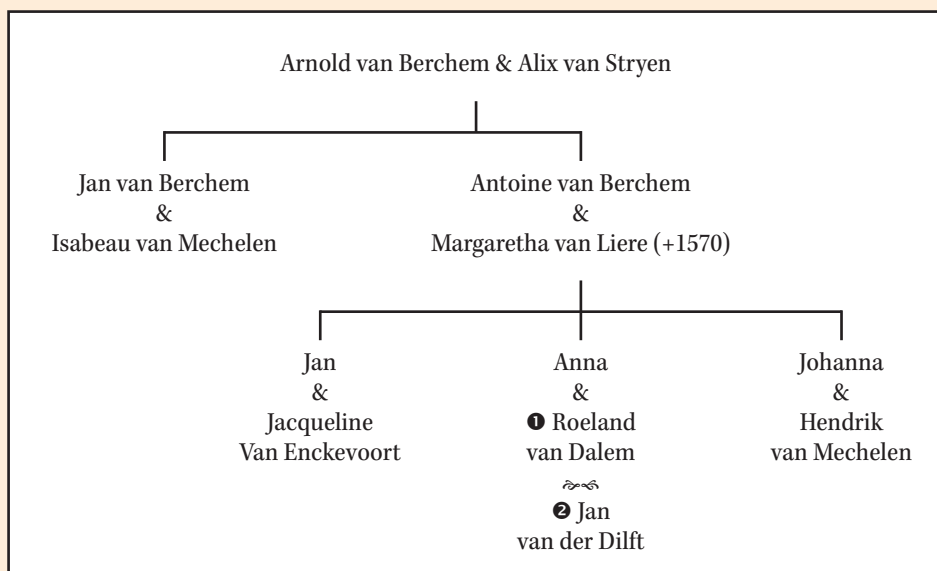 Arnold van Berchem & Alix van Stryen
Jan van Berchem
&
Isabeau van Mechelen
Antoine van Berchem
&
Margaretha van Liere (+1570)
Jan
&
Jacqueline
Van Enckevoort
Anna
&
❶ Roeland
van Dalem
❷ Jan
van der Dilft
Johanna
&
Hendrik
van Mechelen